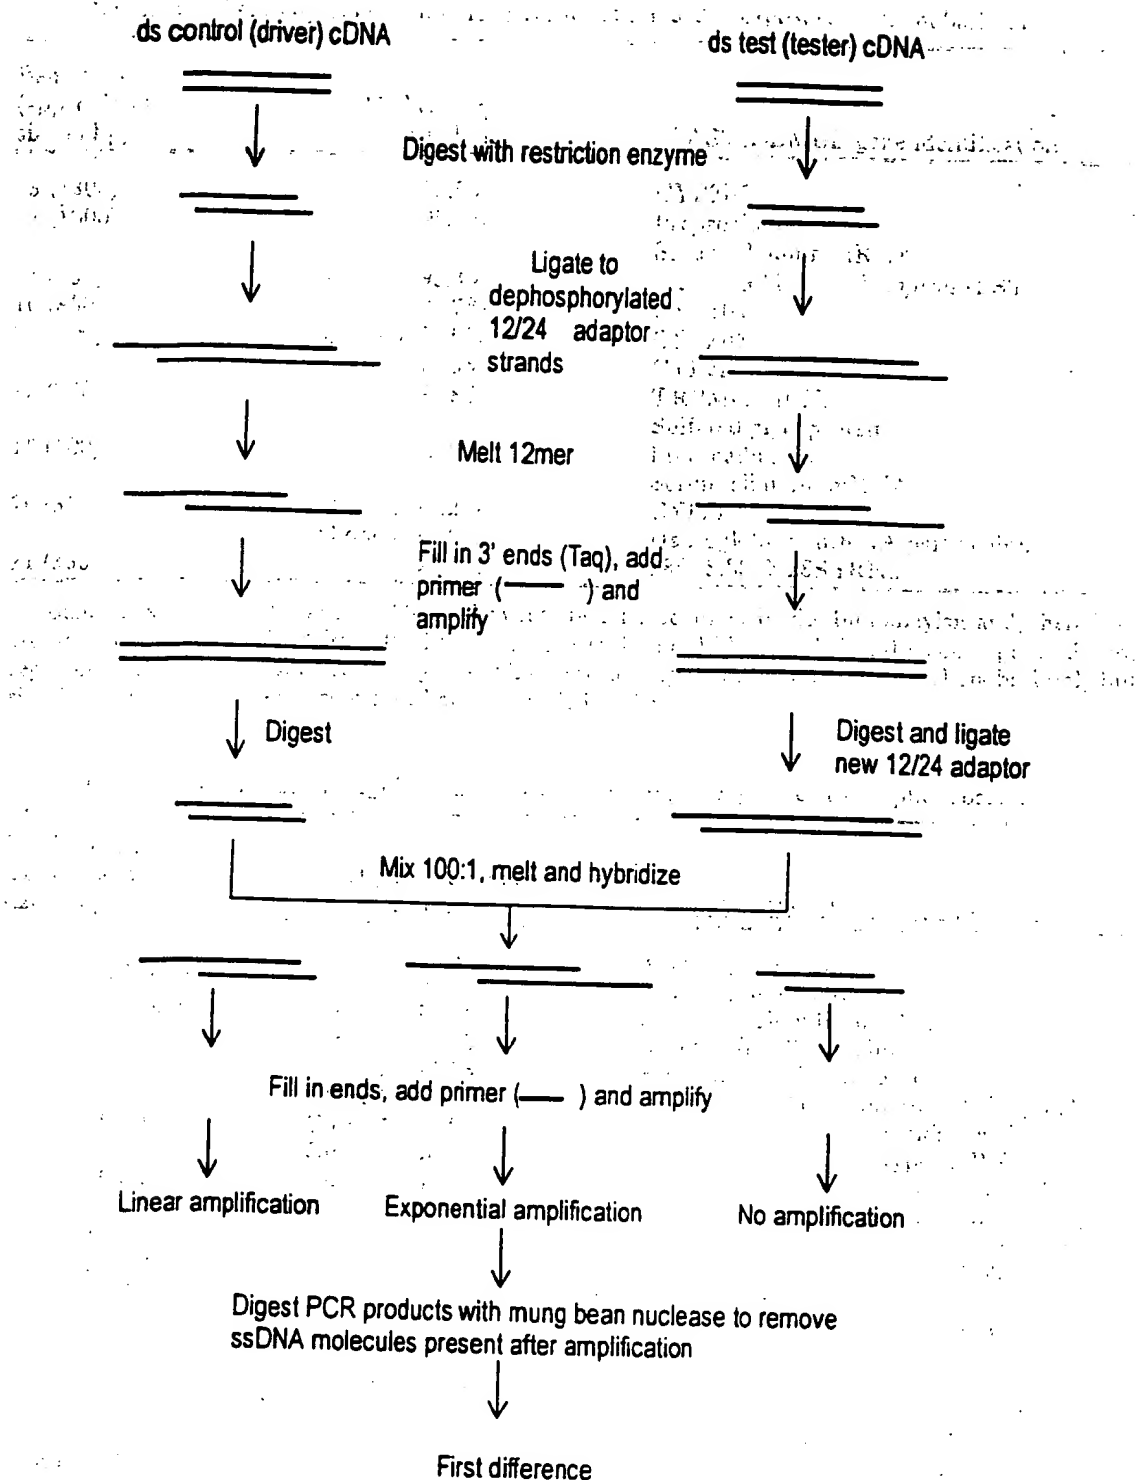 ds control (driver) cDNA
ds test (tester) cDNA
Digest with restriction enzyme
Ligate to
dephosphorylated
12/24 adaptor
strands
Melt 12mer
Fill in 3' ends (Taq), add
primer ( ) and
amplify
Digest
Digest and ligate
new 12/24 adaptor
Mix 100:1, melt and hybridize
Fill in ends, add primer ( ) and amplify
Linear amplification
Exponential amplification
No amplification
Digest PCR products with mung bean nuclease to remove
ssDNA molecules present after amplification
First difference